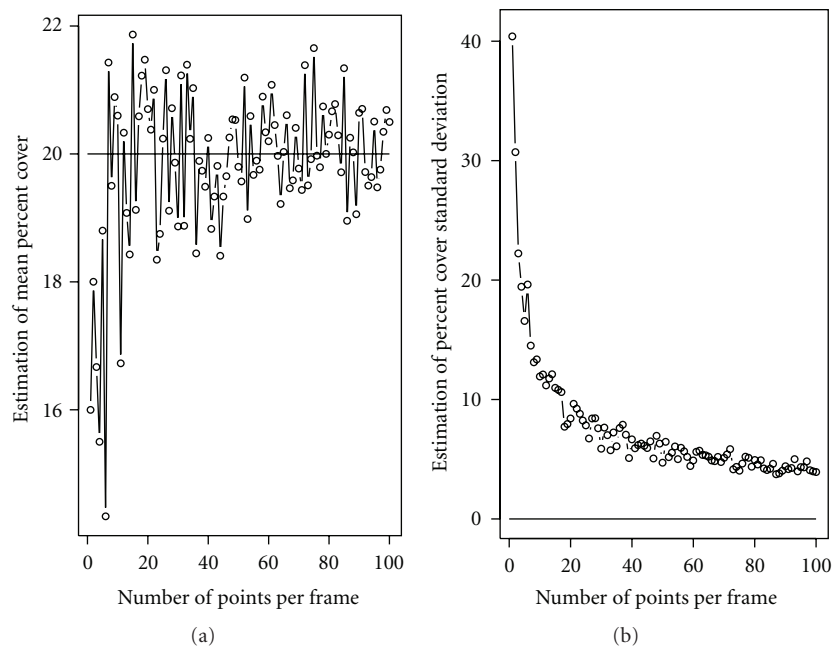 22
20
18
16
Estimation of mean percent cover
0 20 40 60 80 100
Number of points per frame
(a)
40
30
20
10
0
Estimation of percent cover standard deviation
0 20 40 60 80 100
Number of points per frame
(b)